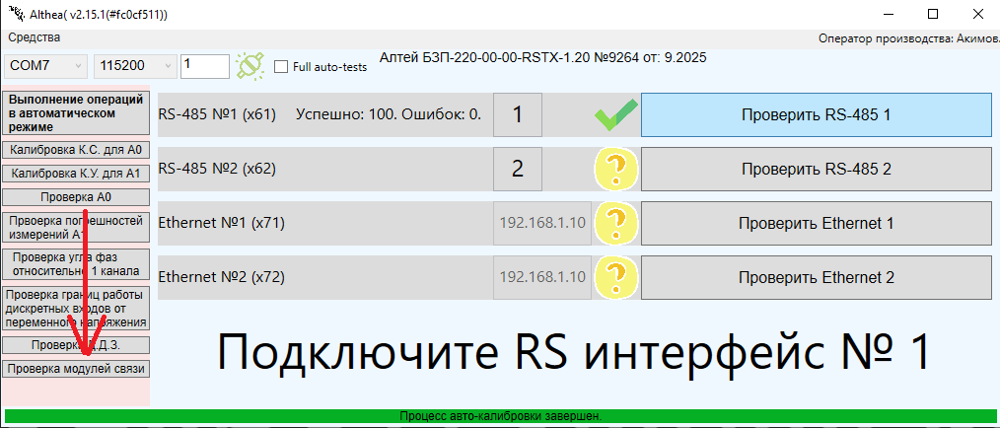 Althea( v2.15.1(#fc0cf511))
Средства
Оператор производства: Акимов.
COM7
115200
1
Full auto-tests
Алтей БЗП-220-00-00-RSTX-1.20 №9264 от: 9.2025
Выполнение операций
в автоматическом
режиме
Калибровка К.С. для А0
Калибровка К.У. для А1
Проверка А0
Првоерка погрешностей
измерений А1
Проверка угла фаз
относительно 1 канала
Проверка границ работы
дискретных входов от
переменного напряжения
Проверка Д.Д.З.
Проверка модулей связи
RS-485 №1 (x61) Успешно: 100. Ошибок: 0. 1 Проверить RS-485 1
RS-485 №2 (x62) 2 Проверить RS-485 2
Ethernet №1 (x71) 192.168.1.10 Проверить Ethernet 1
Ethernet №2 (x72) 192.168.1.10 Проверить Ethernet 2
Подключите RS интерфейс № 1
Процесс авто-калибровки завершен.